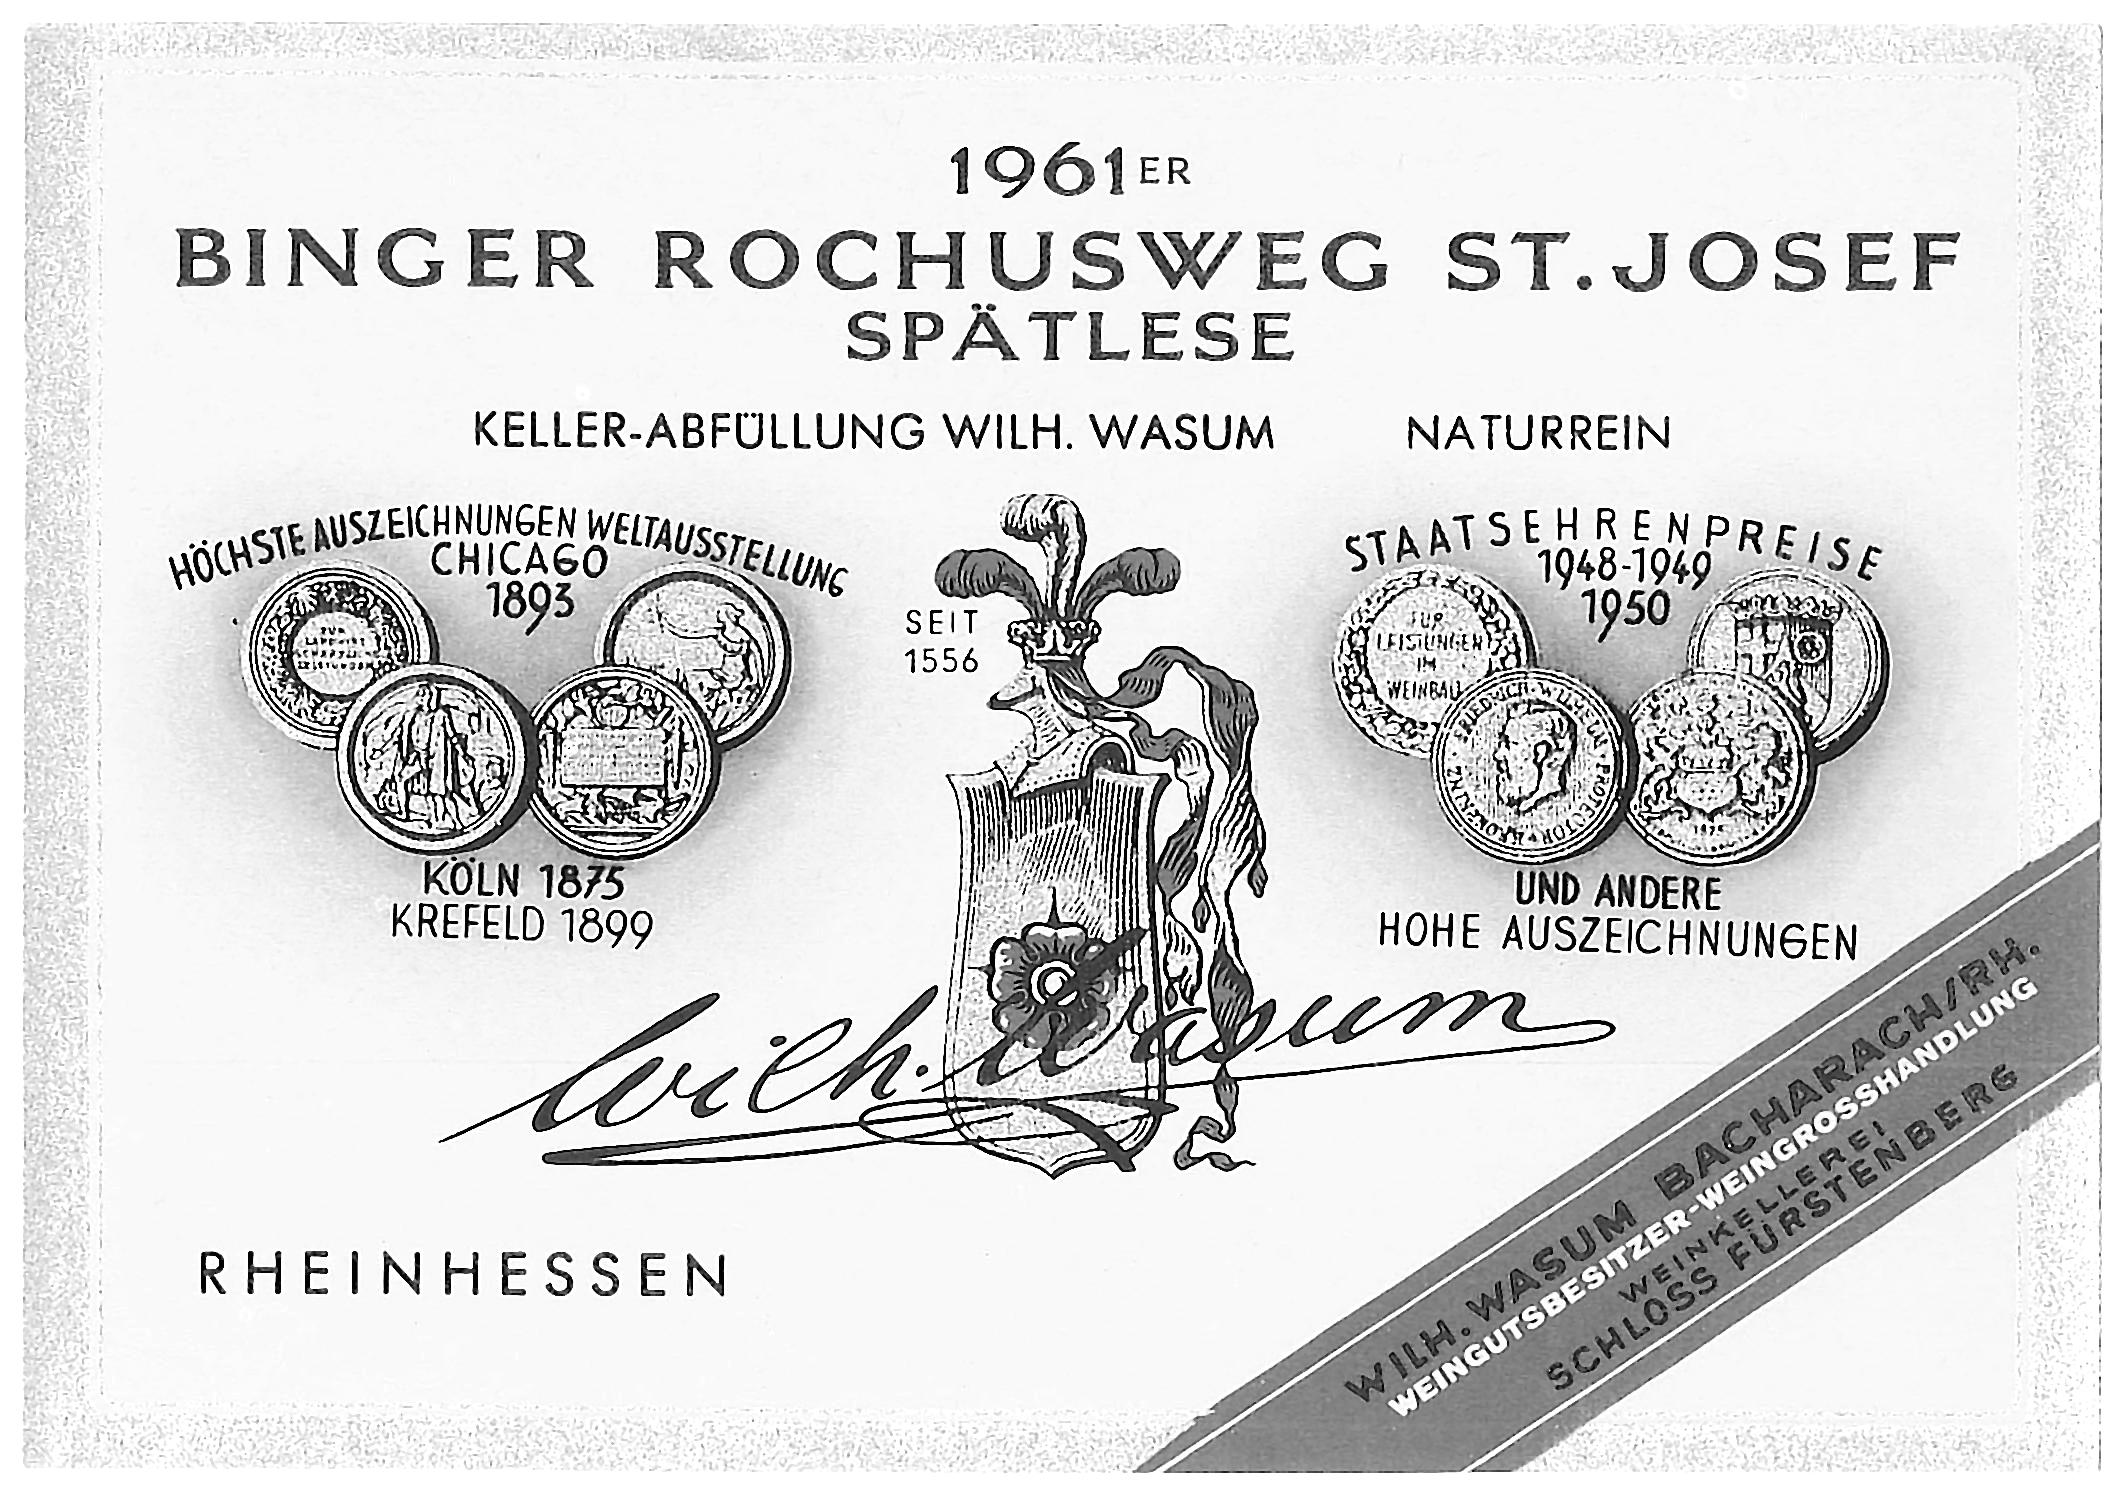 1961ER
BINGER ROCHUSWEG ST. JOSEF
SPÄTLESE
KELLER-ABFÜLLUNG WILH. WASUM NATURREIN
HÖCHSTE AUSZEICHNUNGEN WELTAUSSTELLUNG
CHICAGO
1893
KÖLN 1875
KREFELD 1899
SEIT
1556
STAATSEHRENPREISE
1948-1949
1950
FÜR
LEISTUNGEN
IM
WEINBAU
FRIEDRICH-WILHELM
PROTECTOR
1875
UND ANDERE
HOHE AUSZEICHNUNGEN
Wilh. Wasum
RHEINHESSEN
WILH. WASUM BACHARACH/RH.
WEINGUTSBESITZER-WEINGROSSHANDLUNG
WEINKELLEREI
SCHLOSS FÜRSTENBERG